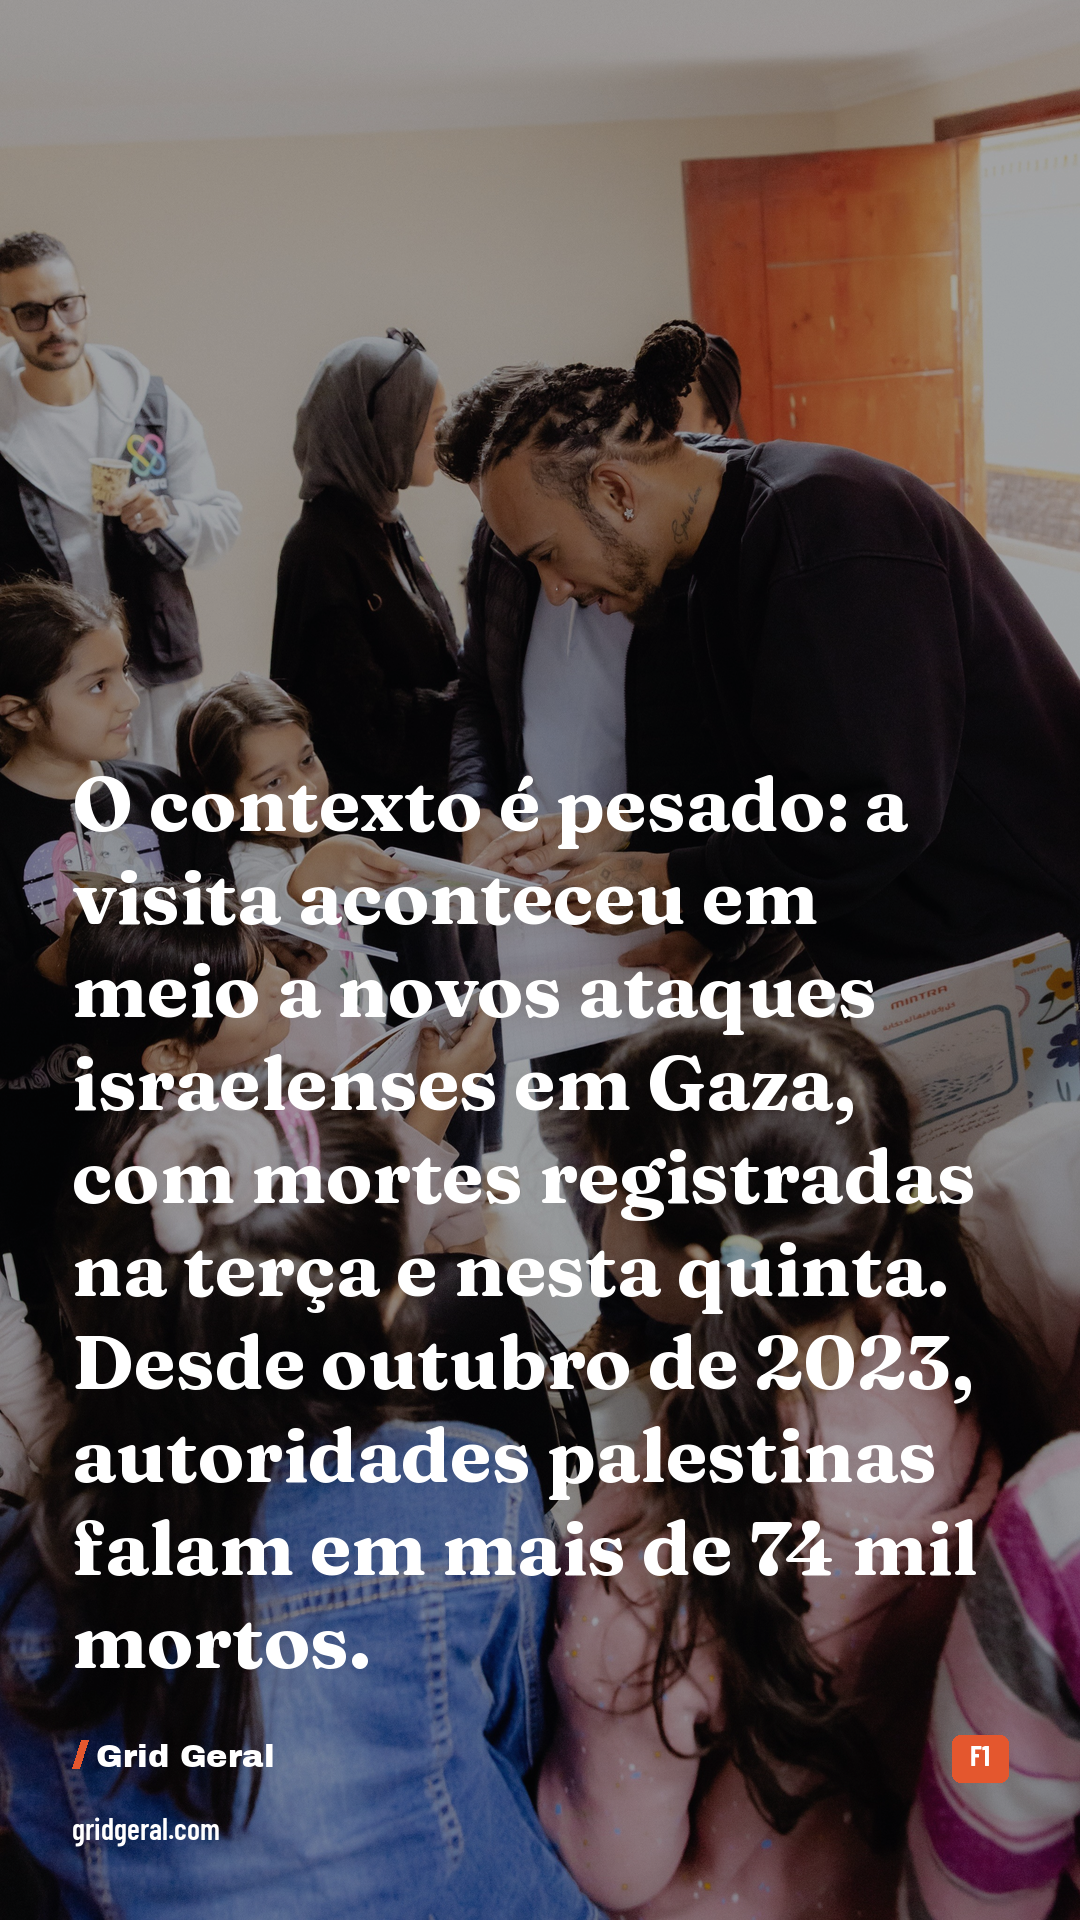 O contexto é pesado: a
visita aconteceu em
meio a novos ataques
israelenses em Gaza,
com mortes registradas
na terça e nesta quinta.
Desde outubro de 2023,
autoridades palestinas
falam em mais de 74 mil
mortos.
/ Grid Geral
F1
gridgeral.com
MINTRA